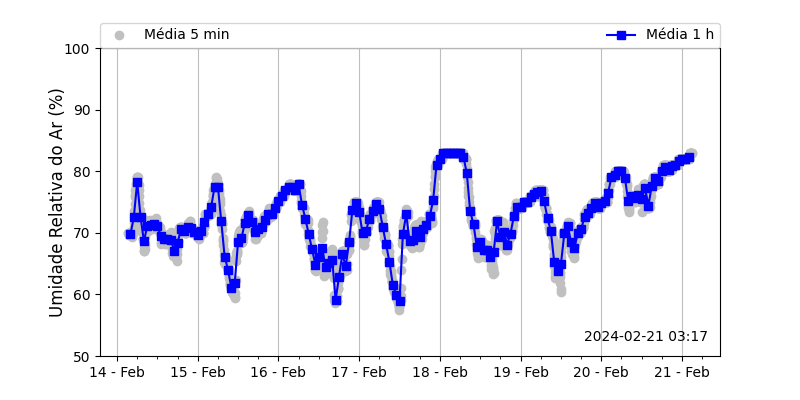 Média 5 min
Média 1 h
100
90
80
70
60
50
Umidade Relativa do Ar (%)
2024-02-21 03:17
14 - Feb
15 - Feb
16 - Feb
17 - Feb
18 - Feb
19 - Feb
20 - Feb
21 - Feb